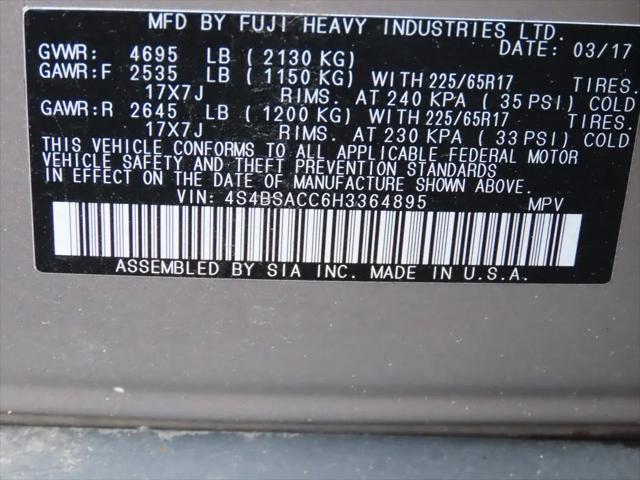 MFD BY FUJI HEAVY INDUSTRIES LTD.
DATE: 03/17
GVWR: 4695 LB ( 2130 KG)
GAWR:F 2535 LB ( 1150 KG) WITH 225/65R17 TIRES.
17X7J RIMS. AT 240 KPA ( 35 PSI) COLD
GAWR:R 2645 LB ( 1200 KG) WITH 225/65R17 TIRES.
17X7J RIMS. AT 230 KPA ( 33 PSI) COLD
THIS VEHICLE CONFORMS TO ALL APPLICABLE FEDERAL MOTOR
VEHICLE SAFETY AND THEFT PREVENTION STANDARDS
IN EFFECT ON THE DATE OF MANUFACTURE SHOWN ABOVE.
VIN: 4S4BSACC6H3364895 MPV
ASSEMBLED BY SIA INC. MADE IN U.S.A.